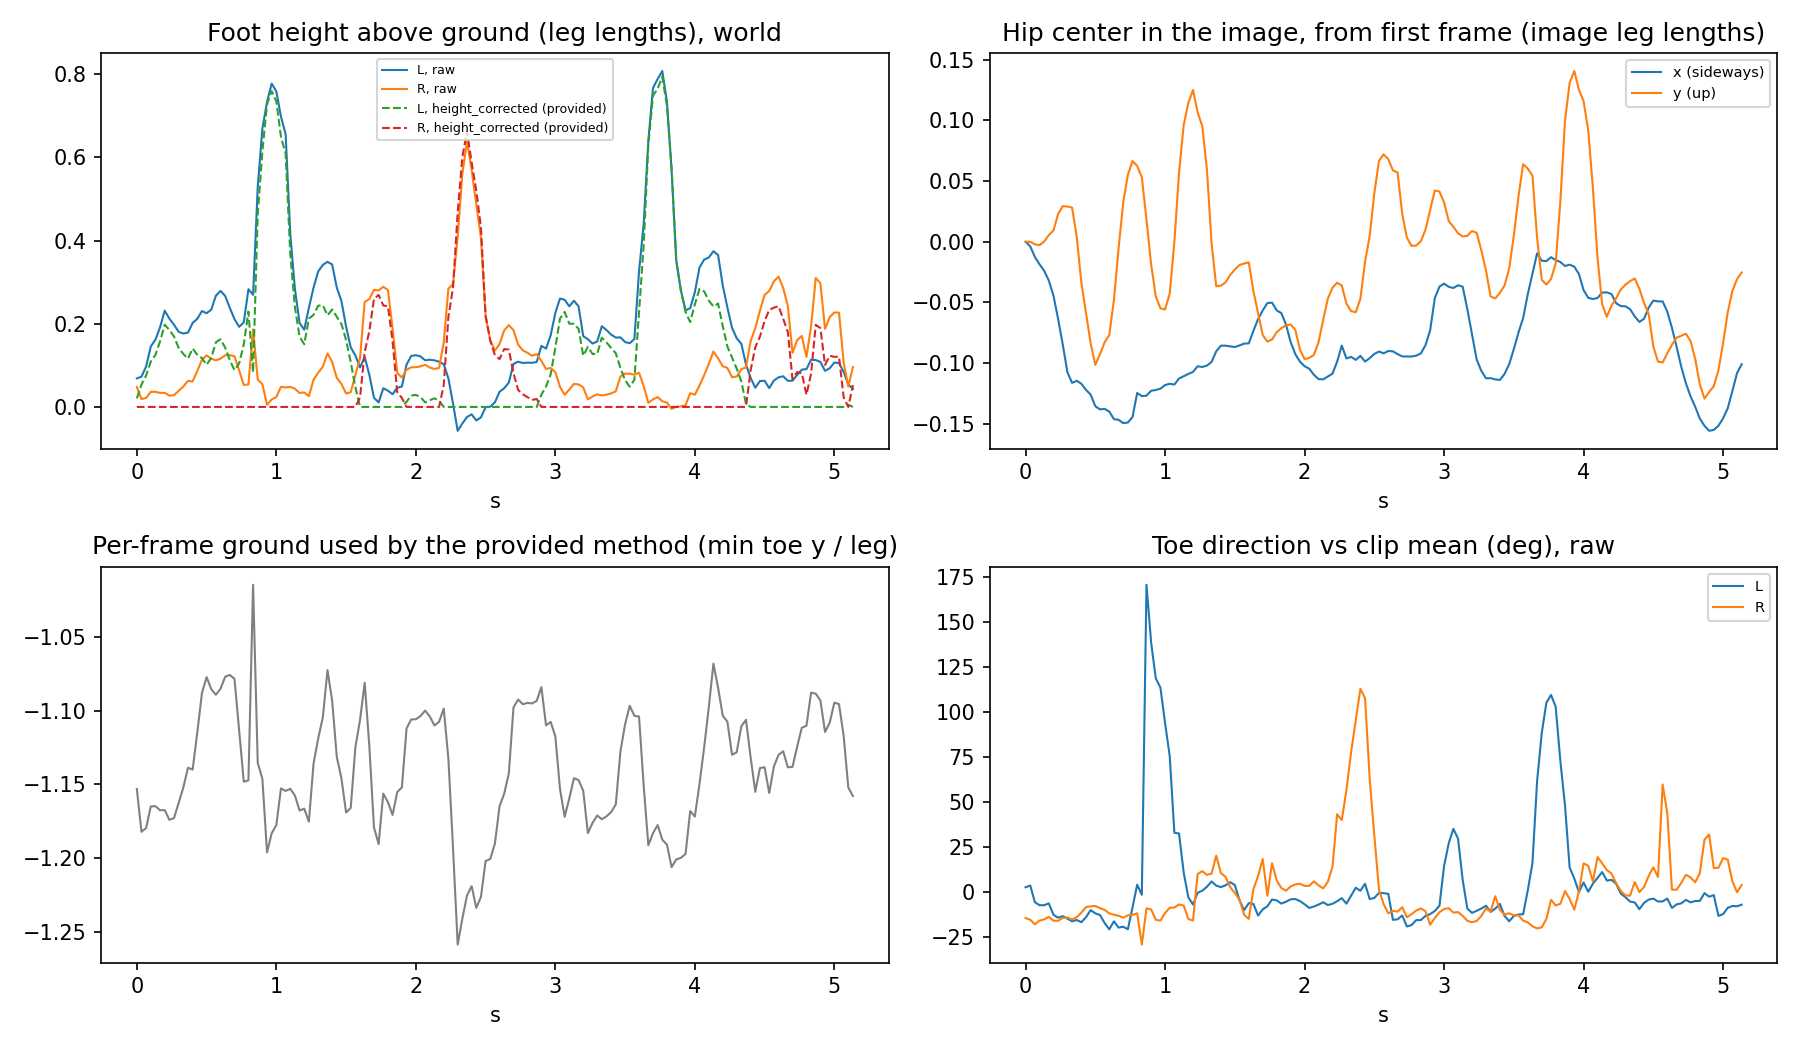 Foot height above ground (leg lengths), world
L, raw
R, raw
L, height_corrected (provided)
R, height_corrected (provided)
0.8
0.6
0.4
0.2
0.0
0 1 2 3 4 5
s
Hip center in the image, from first frame (image leg lengths)
x (sideways)
y (up)
0.15
0.10
0.05
0.00
−0.05
−0.10
−0.15
0 1 2 3 4 5
s
Per-frame ground used by the provided method (min toe y / leg)
−1.05
−1.10
−1.15
−1.20
−1.25
0 1 2 3 4 5
s
Toe direction vs clip mean (deg), raw
L
R
175
150
125
100
75
50
25
0
−25
0 1 2 3 4 5
s